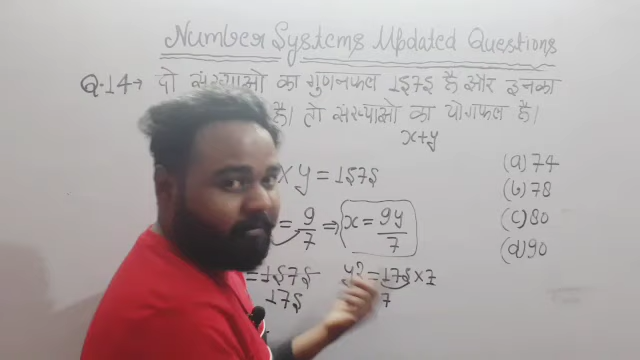 Number Systems Updated Questions
Q.14→ दो संख्याओ का गुणनफल 1575 है और इनका
है। तो संख्याओ का योगफल है।
x+y
x y = 1575
= 9/7 ⇒ x = 9y/7
= 1575
y² = 175 × 7
175
7
(a) 74
(b) 78
(c) 80
(d) 90